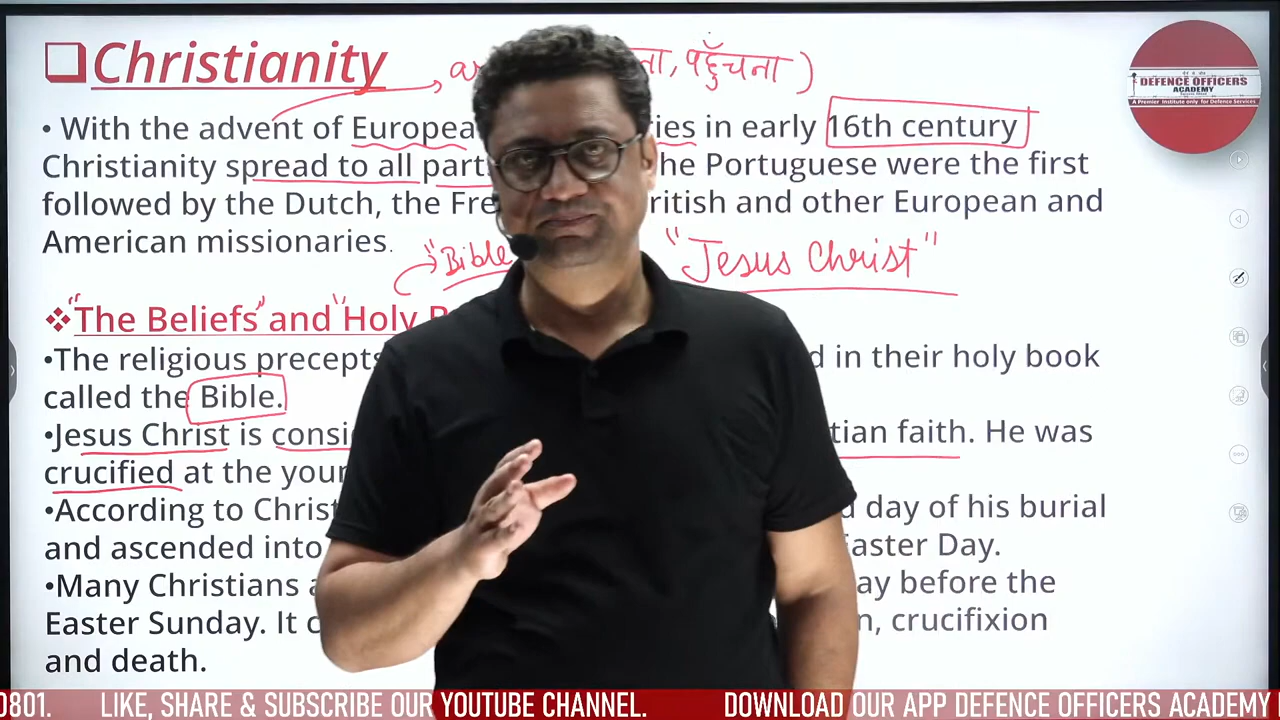 Christianity
पहुँचना )
• With the advent of Europea ries in early 16th century
Christianity spread to all part he Portuguese were the first
followed by the Dutch, the Fre ritish and other European and
American missionaries.
"Bible "Jesus Christ"
❖"The Beliefs" and "Holy
•The religious precepts d in their holy book
called the Bible.
•Jesus Christ is consi tian faith. He was
crucified at the your
•According to Christ d day of his burial
and ascended into Easter Day.
•Many Christians ay before the
Easter Sunday. It n, crucifixion
and death.
DEFENCE OFFICERS
ACADEMY
A Premier Institute only for Defence Services
0801. LIKE, SHARE & SUBSCRIBE OUR YOUTUBE CHANNEL. DOWNLOAD OUR APP DEFENCE OFFICERS ACADEMY